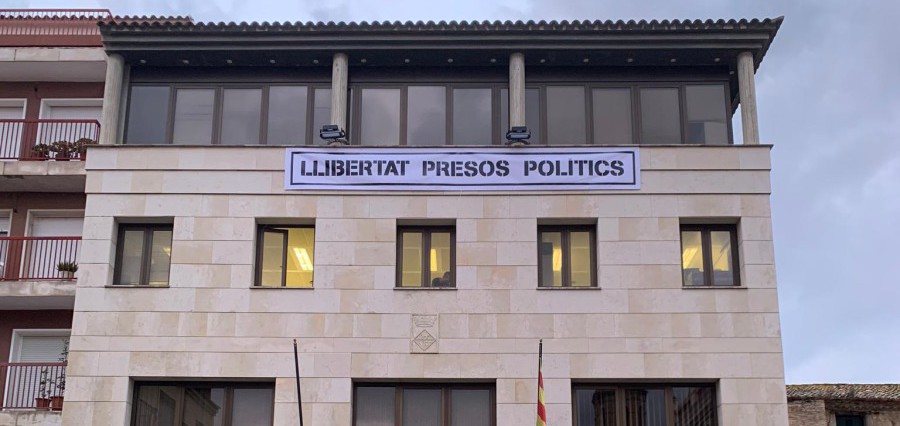 LLIBERTAT PRESOS POLITICS